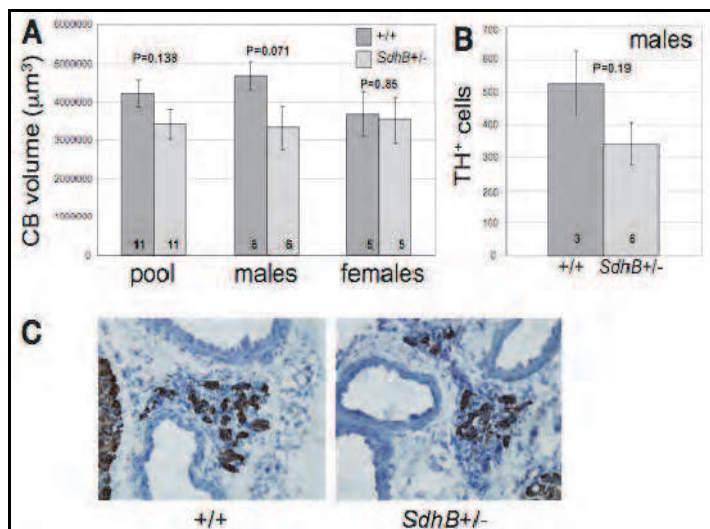 A
+/+
SdhB+/-
P=0.138
P=0.071
P=0.85
CB volume (μm³)
6000000
5000000
4000000
3000000
2000000
1000000
0
11
11
6
6
5
5
pool
males
females
B
males
P=0.19
TH⁺ cells
700
600
500
400
300
200
100
0
3
6
+/+
SdhB+/-
C
+/+
SdhB+/-